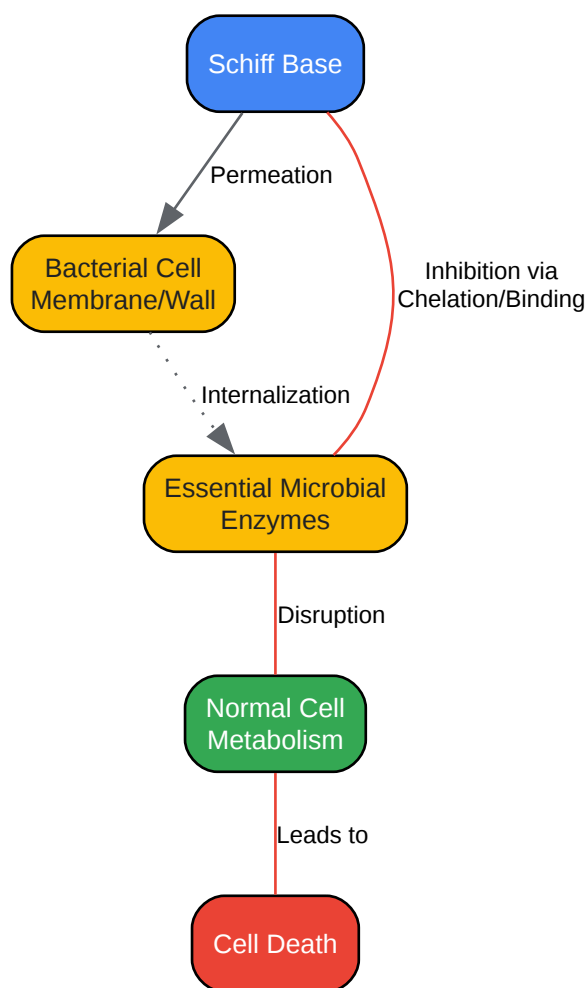 Schiff Base
Permeation
Bacterial Cell
Membrane/Wall
Inhibition via
Chelation/Binding
Internalization
Essential Microbial
Enzymes
Disruption
Normal Cell
Metabolism
Leads to
Cell Death